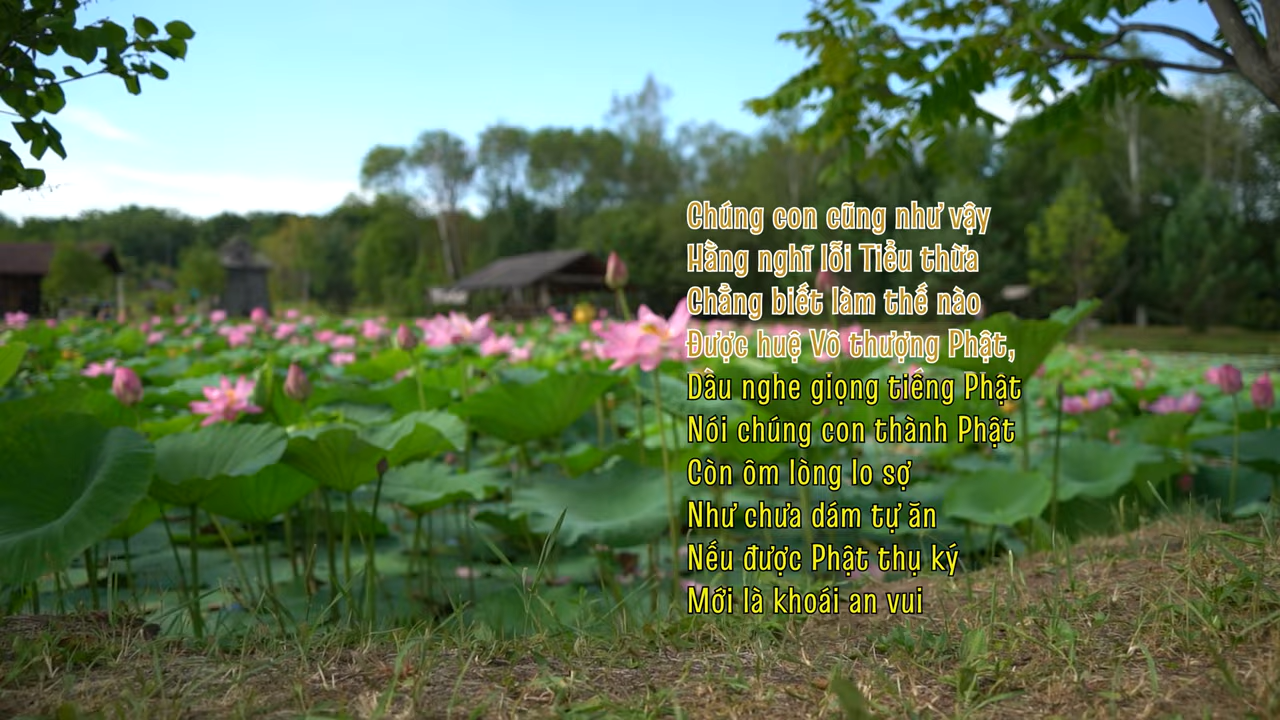 Chúng con cũng như vậy
Hằng nghĩ lỗi Tiểu thừa
Chẳng biết làm thế nào
Được huệ Vô thượng Phật,
Dầu nghe giọng tiếng Phật
Nói chúng con thành Phật
Còn ôm lòng lo sợ
Như chưa dám tự ăn
Nếu được Phật thụ ký
Mới là khoái an vui